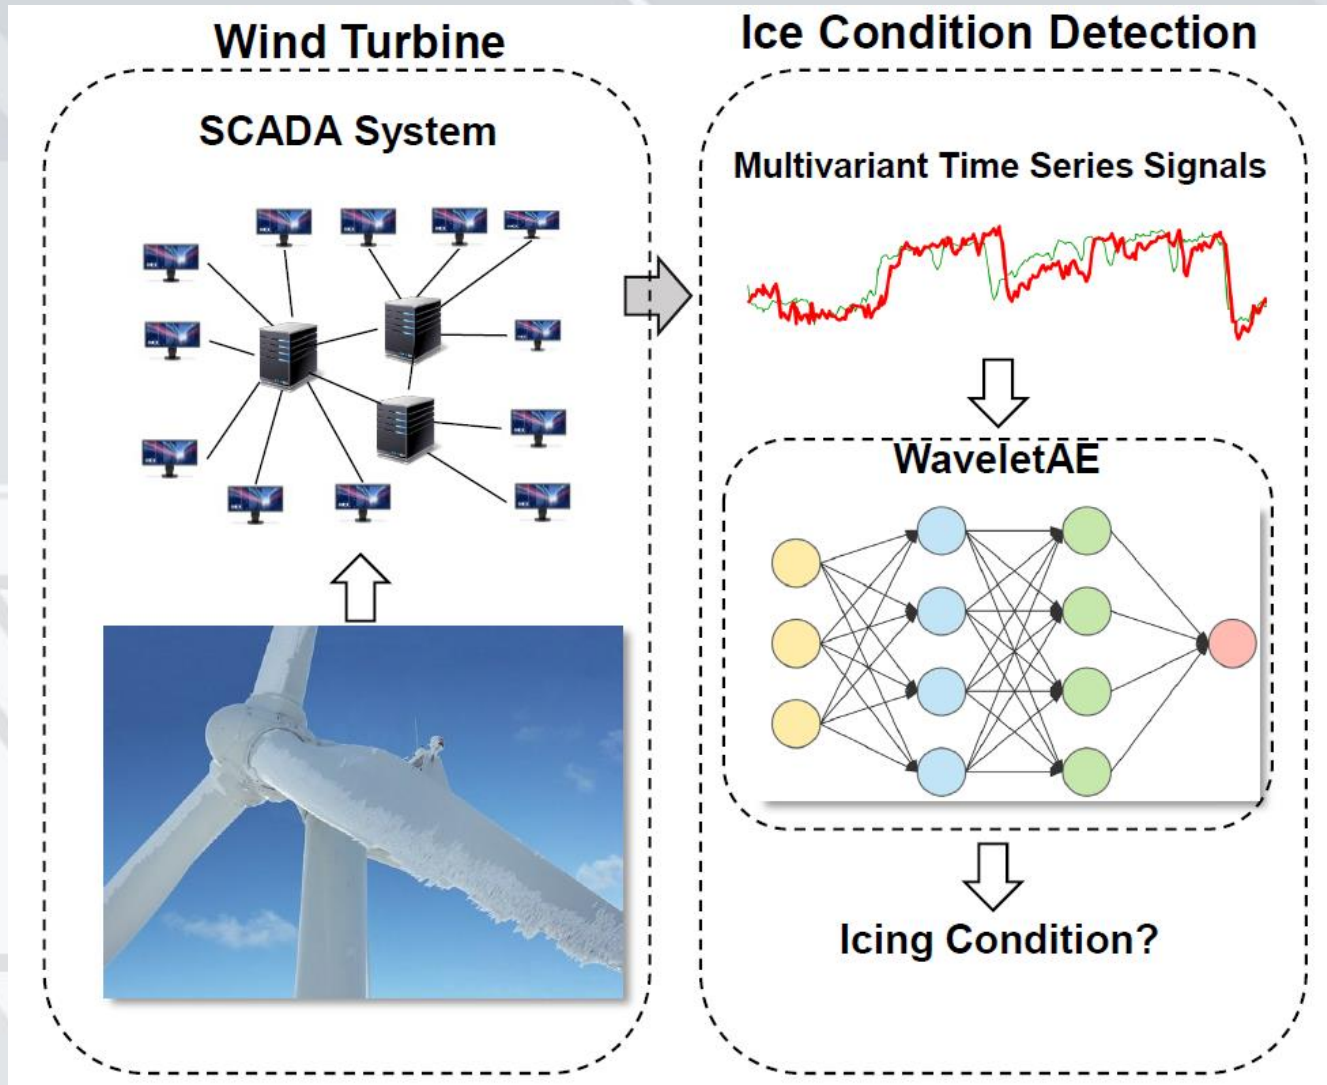 Wind Turbine
SCADA System
Ice Condition Detection
Multivariant Time Series Signals
WaveletAE
Icing Condition?